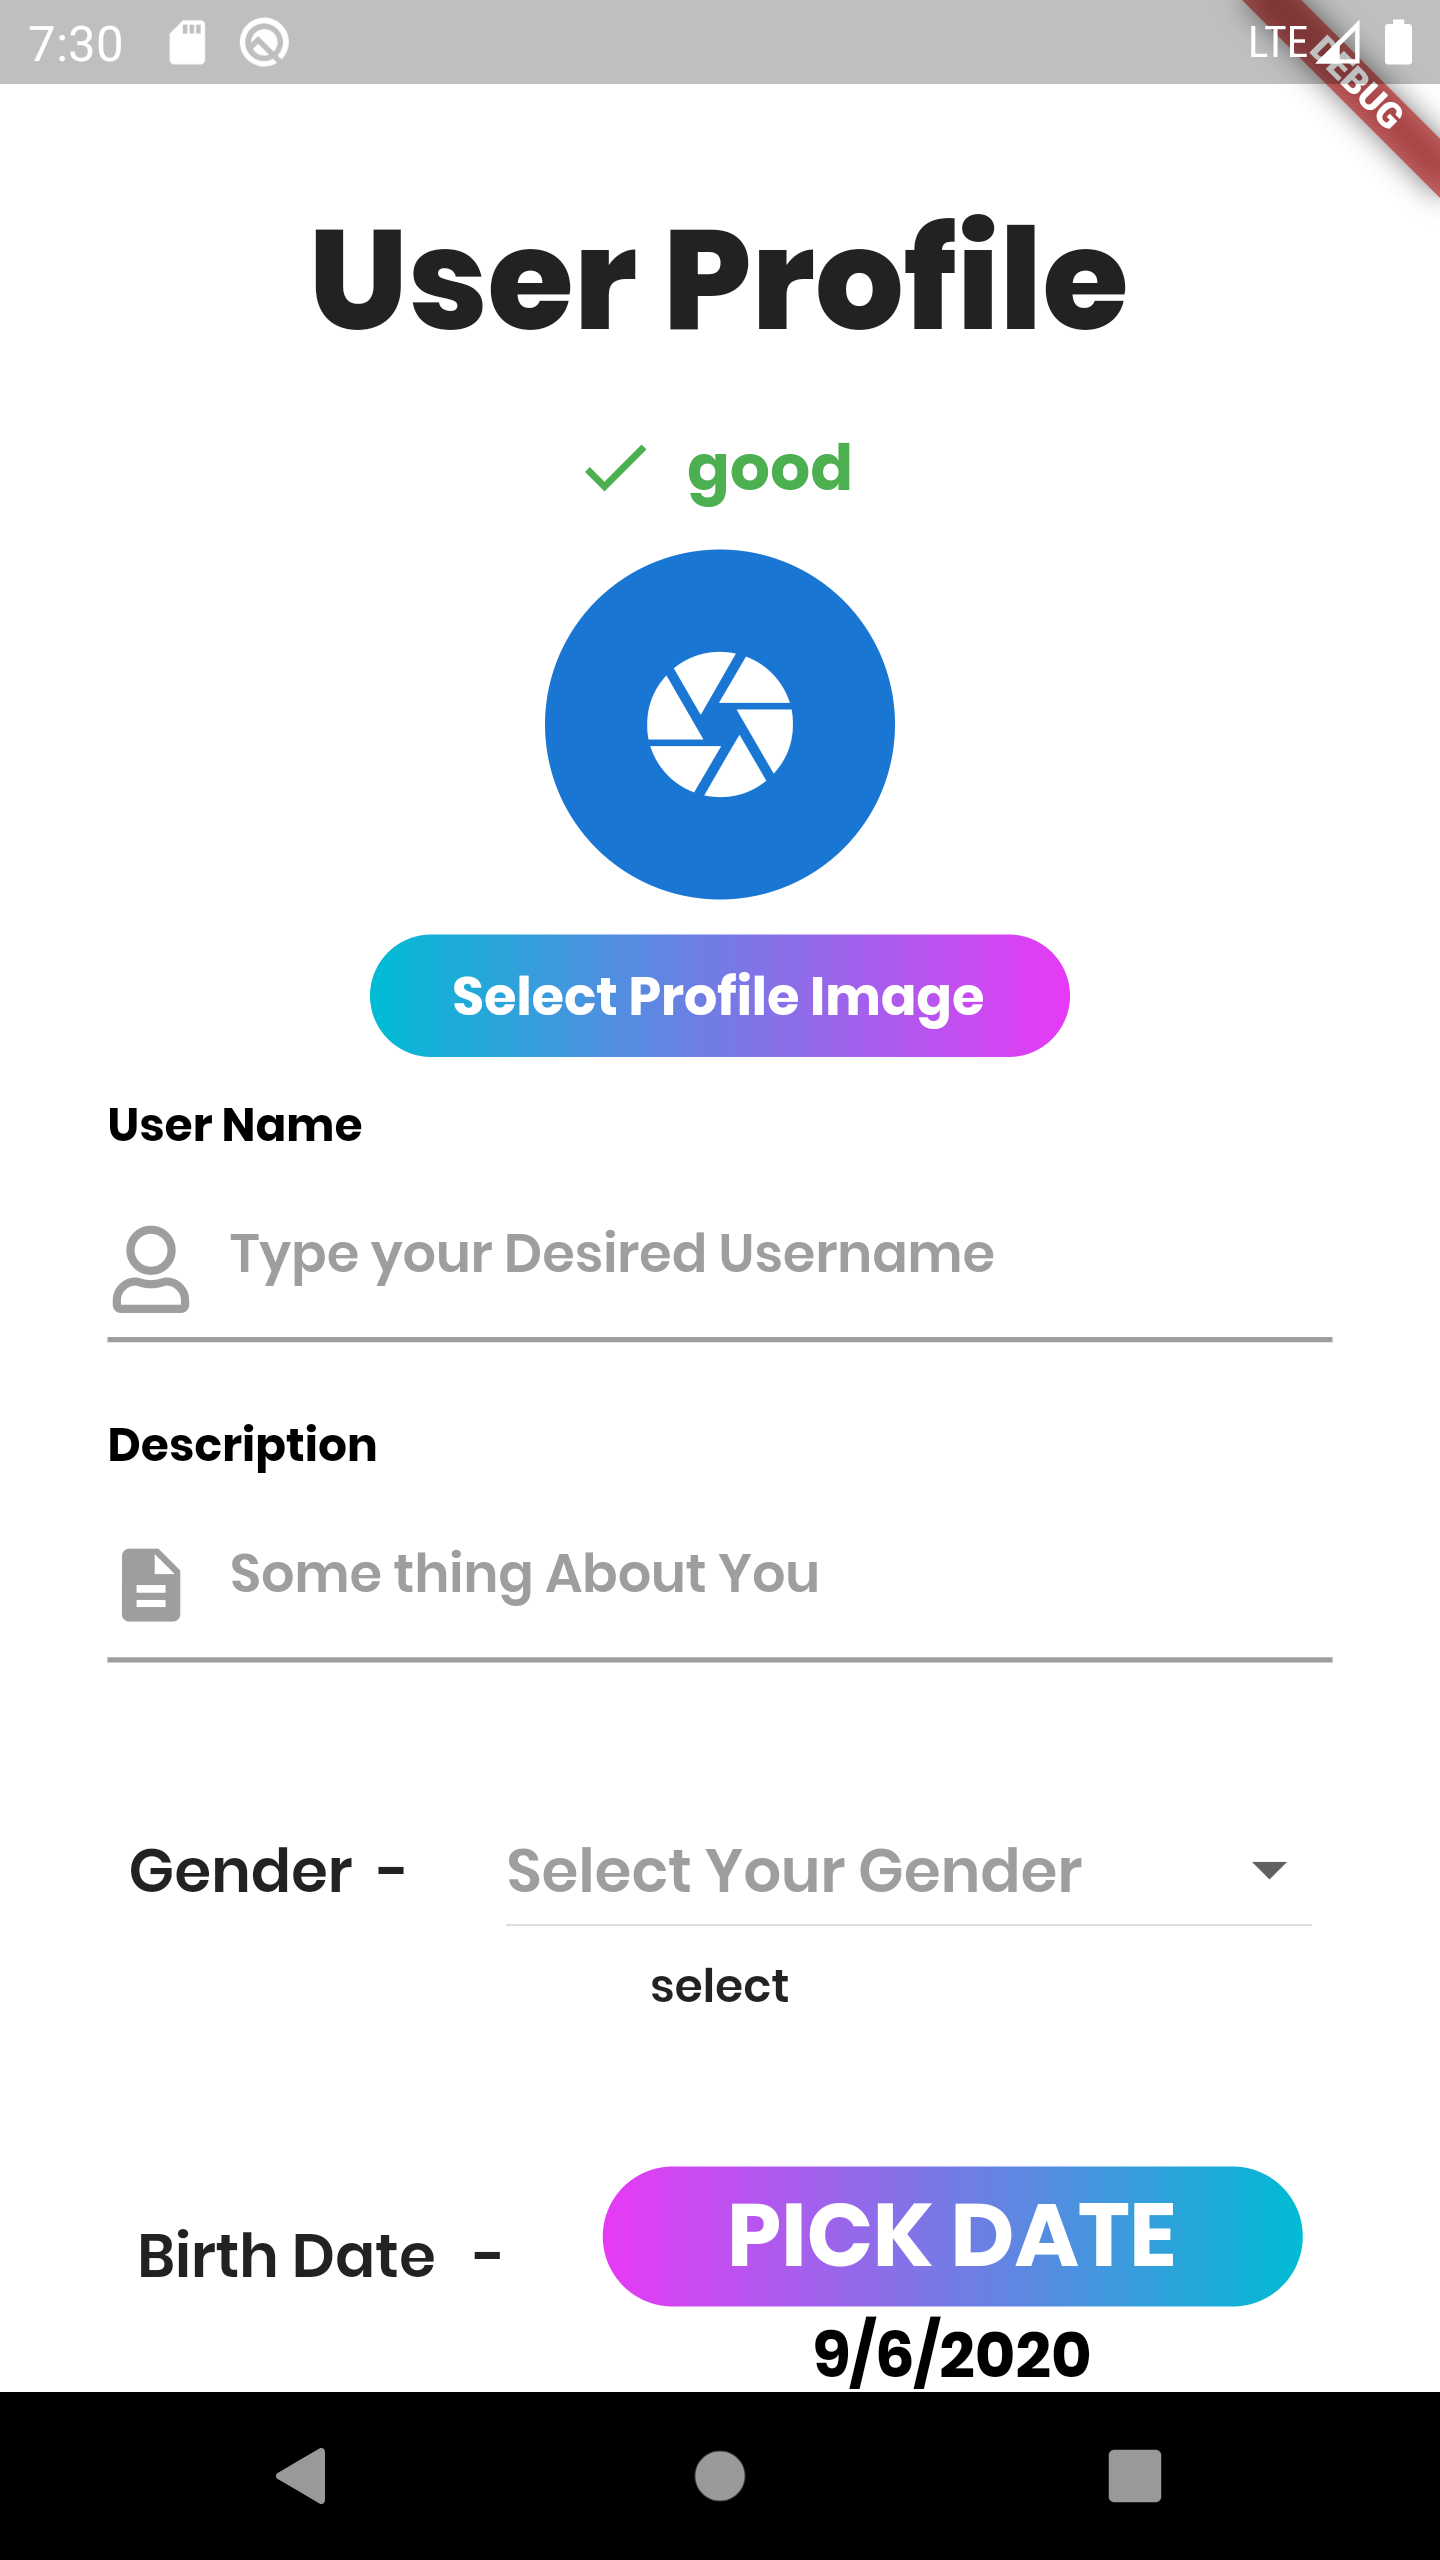 7:30
LTE
DEBUG
User Profile
good
Select Profile Image
User Name
Type your Desired Username
Description
Some thing About You
Gender -
Select Your Gender
select
PICK DATE
Birth Date -
9/6/2020